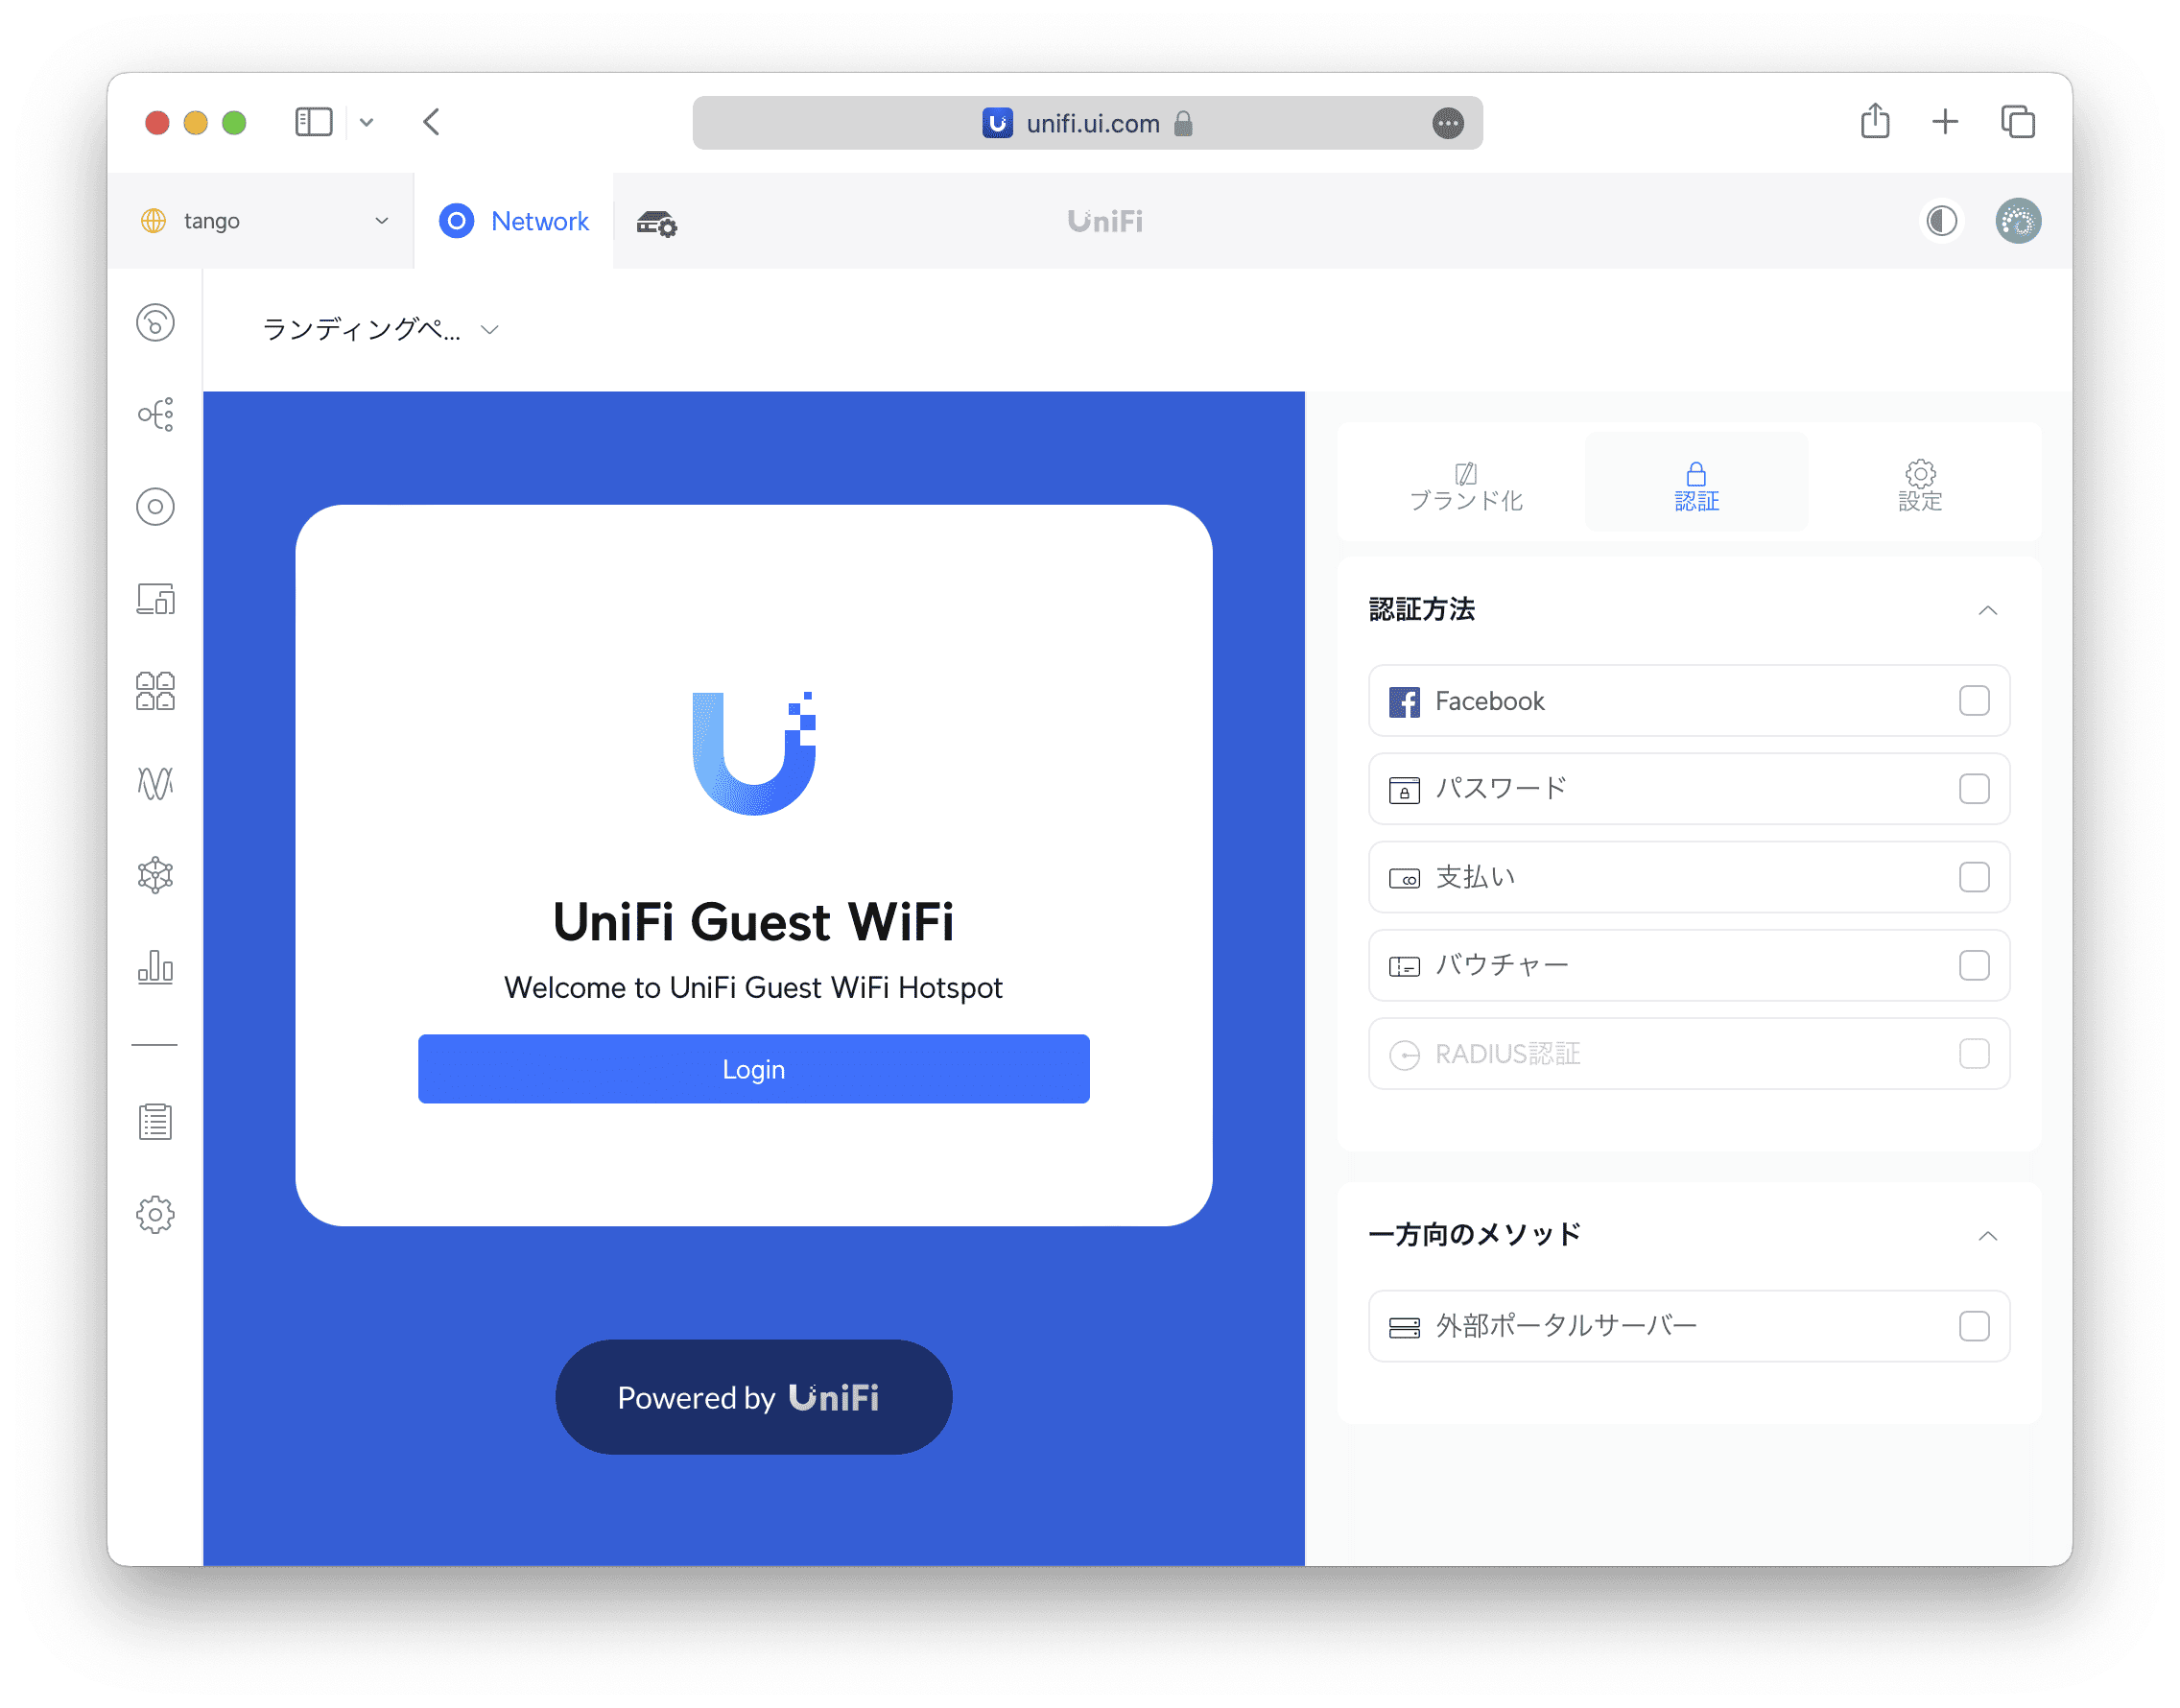 unifi.ui.com
tango
Network
UniFi
ランディングペ...
ブランド化
認証
設定
UniFi Guest WiFi
Welcome to UniFi Guest WiFi Hotspot
Login
Powered by UniFi
認証方法
Facebook
パスワード
支払い
バウチャー
RADIUS認証
一方向のメソッド
外部ポータルサーバー